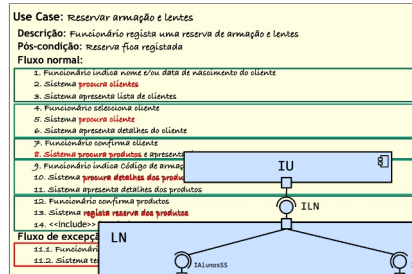 Use Case: Reservar armação e lentes
Descrição: Funcionário regista uma reserva de armação e lentes
Pós-condição: Reserva fica registada
Fluxo normal:
1. Funcionário indica nome e/ou data de nascimento do cliente
2. Sistema procura clientes
3. Sistema apresenta lista de clientes
4. Funcionário selecciona cliente
5. Sistema procura cliente
6. Sistema apresenta detalhes do cliente
7. Funcionário confirma cliente
8. Sistema procura produtos e apresent
9. Funcionário indica Código de armaç
10. Sistema procura detalhes dos produ
11. Sistema apresenta detalhes dos produtos
12. Funcionário confirma produtos
13. Sistema regista reserva dos produtos
14. <<include>>
Fluxo de excepçã
11.1. Funcionári
11.2. Sistema te
IU
ILN
LN
IAlunosSS